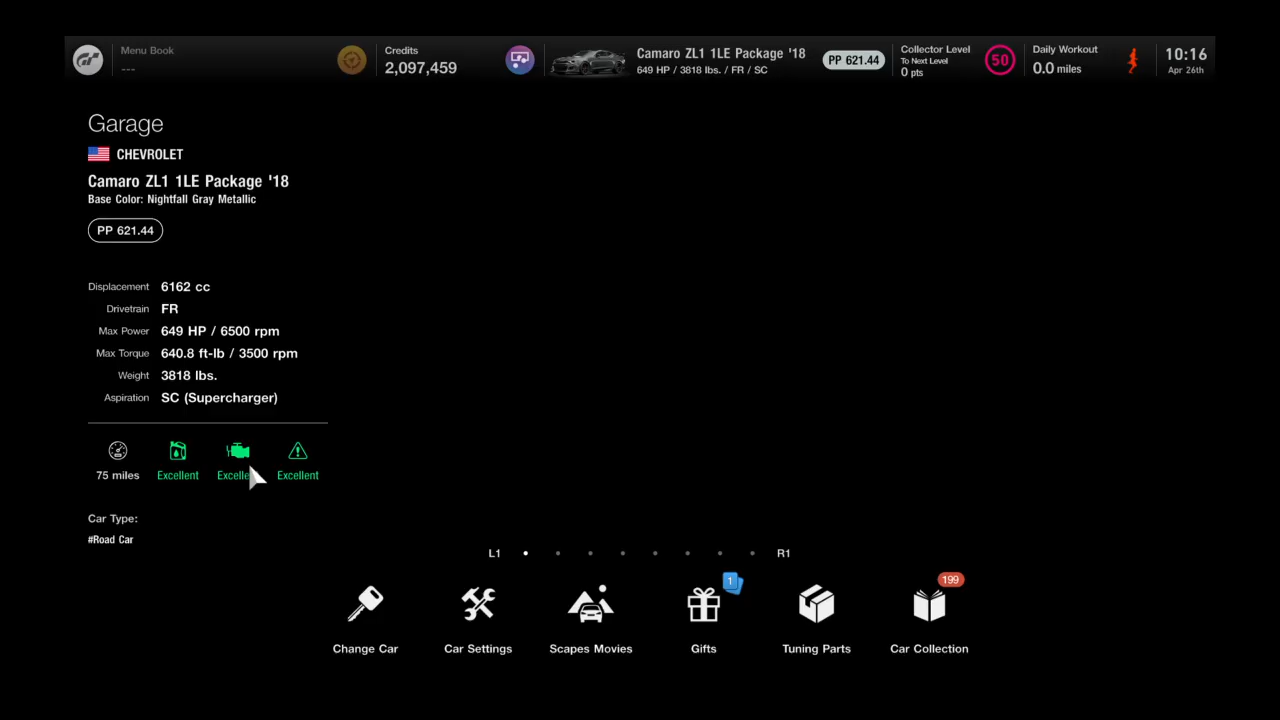 Menu Book
---
Credits
2,097,459
Camaro ZL1 1LE Package '18
649 HP / 3818 lbs. / FR / SC
PP 621.44
Collector Level
To Next Level
0 pts
50
Daily Workout
0.0 miles
10:16
Apr 26th
Garage
CHEVROLET
Camaro ZL1 1LE Package '18
Base Color: Nightfall Gray Metallic
PP 621.44
Displacement 6162 cc
Drivetrain FR
Max Power 649 HP / 6500 rpm
Max Torque 640.8 ft-lb / 3500 rpm
Weight 3818 lbs.
Aspiration SC (Supercharger)
75 miles Excellent Excellent Excellent
Car Type:
#Road Car
L1 R1
1
199
Change Car Car Settings Scapes Movies Gifts Tuning Parts Car Collection